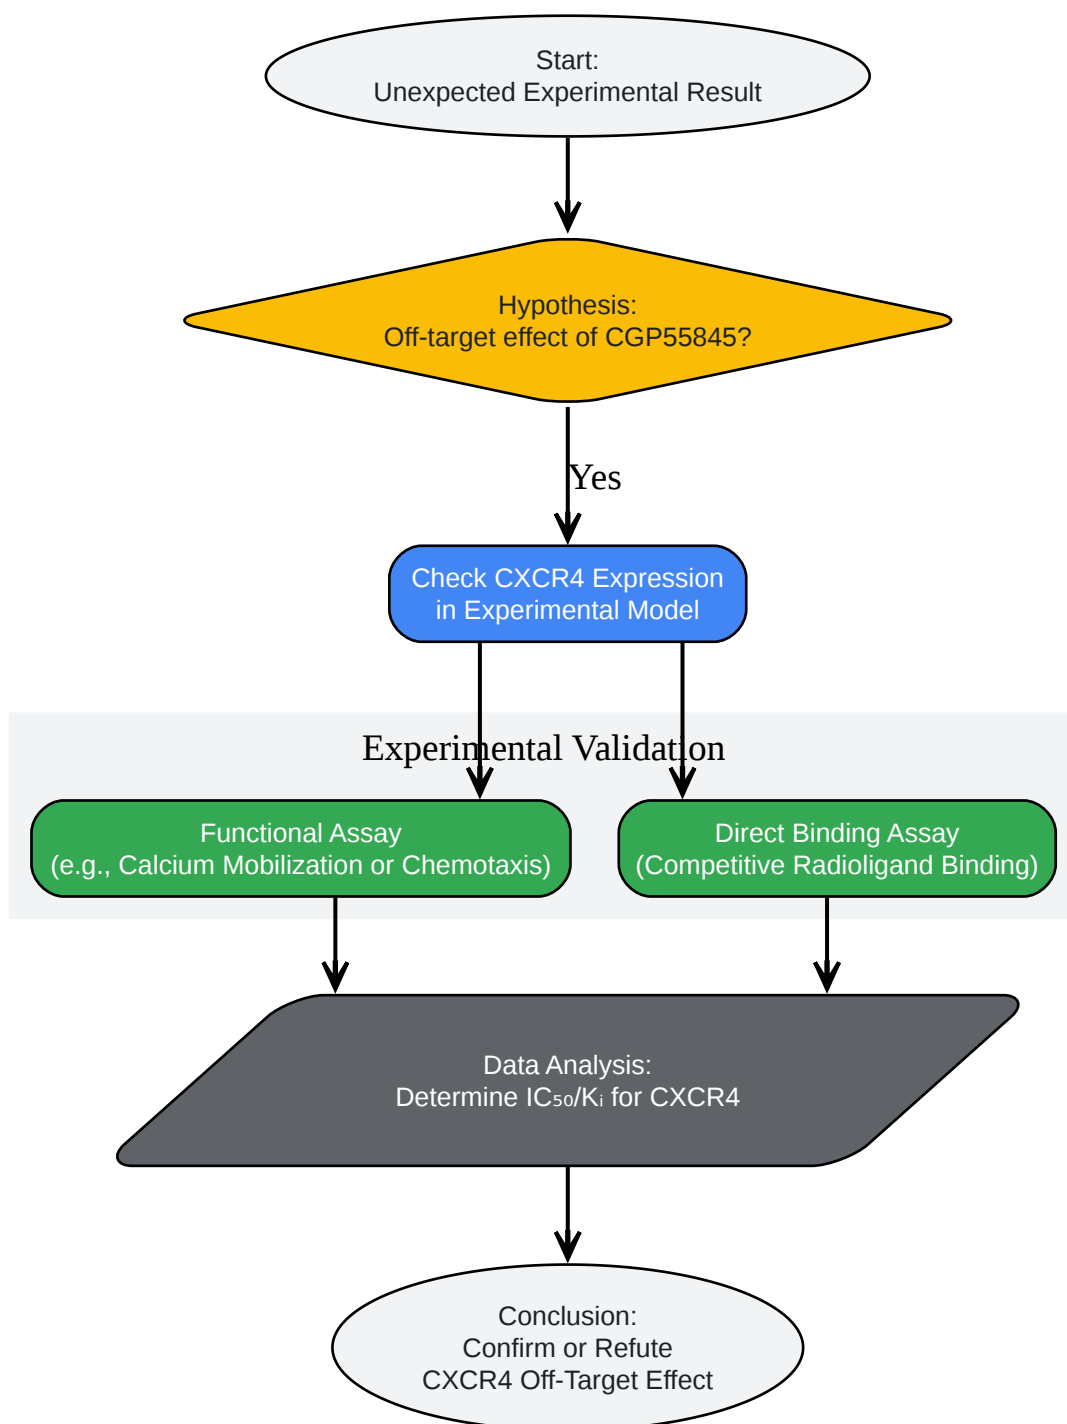 Start:
Unexpected Experimental Result
Hypothesis:
Off-target effect of CGP55845?
Yes
Check CXCR4 Expression
in Experimental Model
Experimental Validation
Functional Assay
(e.g., Calcium Mobilization or Chemotaxis)
Direct Binding Assay
(Competitive Radioligand Binding)
Data Analysis:
Determine IC₅₀/Kᵢ for CXCR4
Conclusion:
Confirm or Refute
CXCR4 Off-Target Effect